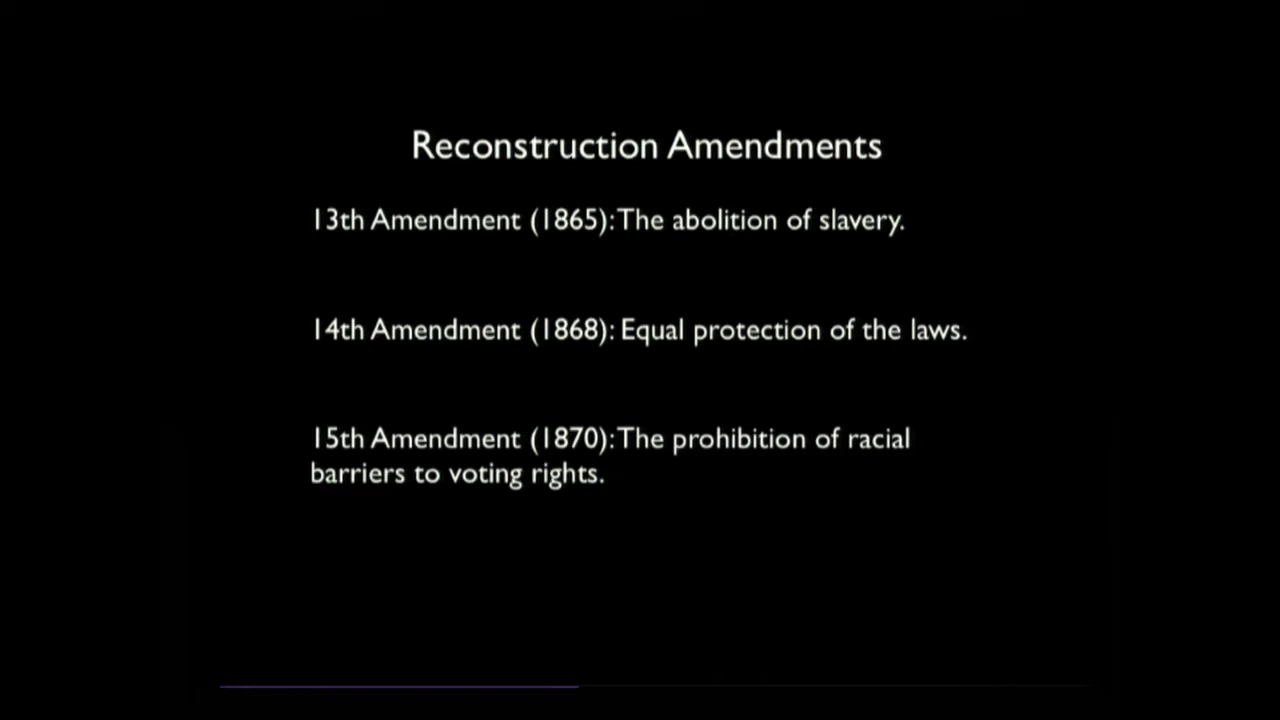 Reconstruction Amendments
13th Amendment (1865): The abolition of slavery.
14th Amendment (1868): Equal protection of the laws.
15th Amendment (1870): The prohibition of racial
barriers to voting rights.